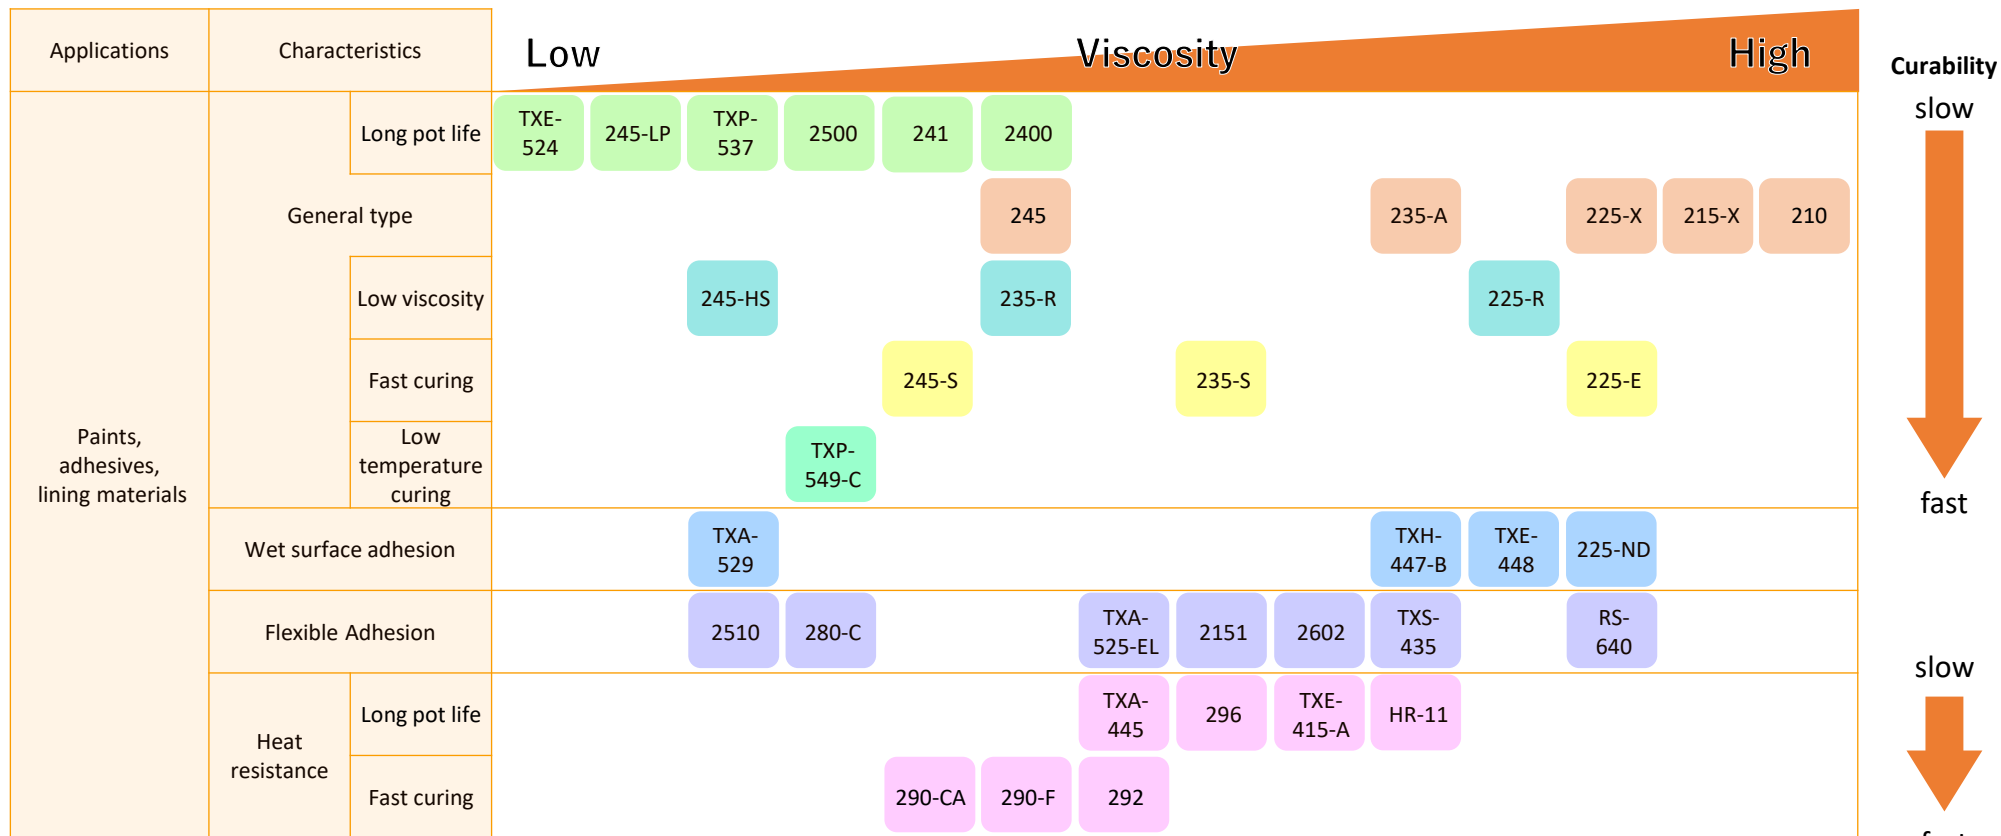 Applications
Characteristics
Low
Viscosity
High
Curability
slow
Long pot life
TXE-
524
245-LP
TXP-
537
2500
241
2400
General type
245
235-A
225-X
215-X
210
Low viscosity
245-HS
235-R
225-R
Fast curing
245-S
235-S
225-E
Paints,
adhesives,
lining materials
Low
temperature
curing
TXP-
549-C
fast
Wet surface adhesion
TXA-
529
TXH-
447-B
TXE-
448
225-ND
Flexible Adhesion
2510
280-C
TXA-
525-EL
2151
2602
TXS-
435
RS-
640
slow
Heat
resistance
Long pot life
TXA-
445
296
TXE-
415-A
HR-11
Fast curing
290-CA
290-F
292